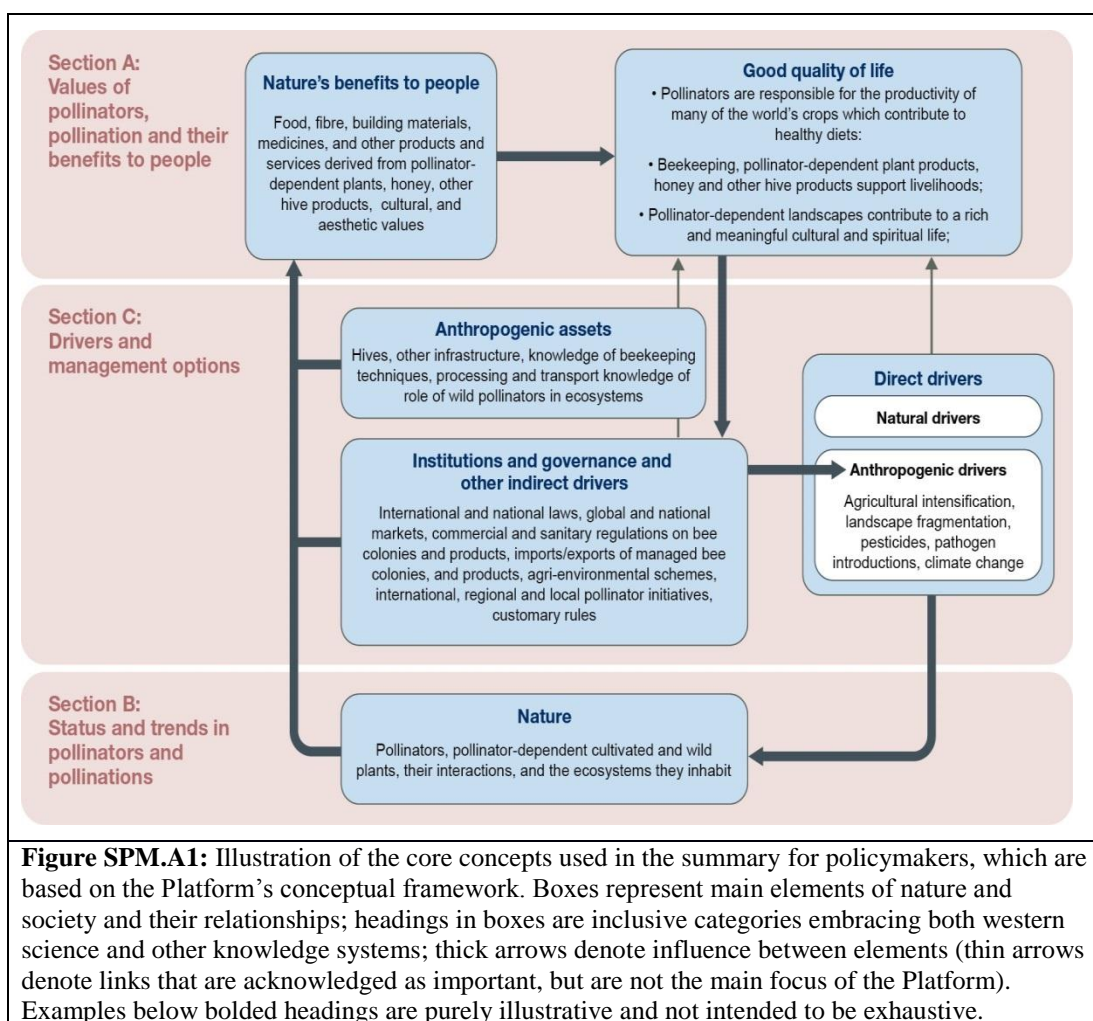 Section A:
Values of
pollinators,
pollination and their
benefits to people
Nature's benefits to people
Food, fibre, building materials,
medicines, and other products and
services derived from pollinator-
dependent plants, honey, other
hive products, cultural, and
aesthetic values
Good quality of life
• Pollinators are responsible for the productivity of
many of the world's crops which contribute to
healthy diets:
• Beekeeping, pollinator-dependent plant products,
honey and other hive products support livelihoods;
• Pollinator-dependent landscapes contribute to a rich
and meaningful cultural and spiritual life;
Section C:
Drivers and
management options
Anthropogenic assets
Hives, other infrastructure, knowledge of beekeeping
techniques, processing and transport knowledge of
role of wild pollinators in ecosystems
Institutions and governance and
other indirect drivers
International and national laws, global and national
markets, commercial and sanitary regulations on bee
colonies and products, imports/exports of managed bee
colonies, and products, agri-environmental schemes,
international, regional and local pollinator initiatives,
customary rules
Direct drivers
Natural drivers
Anthropogenic drivers
Agricultural intensification,
landscape fragmentation,
pesticides, pathogen
introductions, climate change
Section B:
Status and trends in
pollinators and
pollinations
Nature
Pollinators, pollinator-dependent cultivated and wild
plants, their interactions, and the ecosystems they inhabit
Figure SPM.A1: Illustration of the core concepts used in the summary for policymakers, which are
based on the Platform's conceptual framework. Boxes represent main elements of nature and
society and their relationships; headings in boxes are inclusive categories embracing both western
science and other knowledge systems; thick arrows denote influence between elements (thin arrows
denote links that are acknowledged as important, but are not the main focus of the Platform).
Examples below bolded headings are purely illustrative and not intended to be exhaustive.